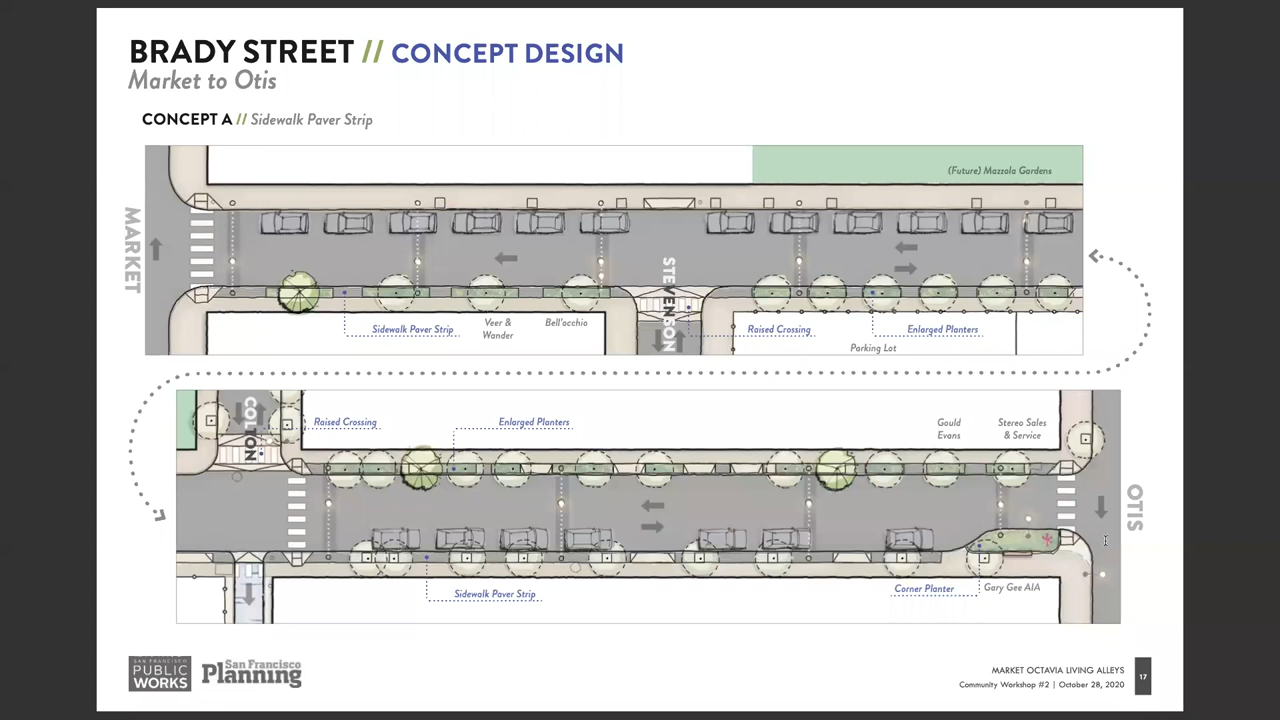 BRADY STREET // CONCEPT DESIGN
Market to Otis
CONCEPT A // Sidewalk Paver Strip
(Future) Mazzola Gardens
MARKET
STEVENSON
Sidewalk Paver Strip
Veer &
Wander
Bell'occhio
Raised Crossing
Enlarged Planters
Parking Lot
COLTON
Raised Crossing
Enlarged Planters
Gould
Evans
Stereo Sales
& Service
OTIS
Sidewalk Paver Strip
Corner Planter
Gary Gee AIA
SAN FRANCISCO
PUBLIC
WORKS
San Francisco
Planning
MARKET OCTAVIA LIVING ALLEYS
Community Workshop #2 | October 28, 2020
17